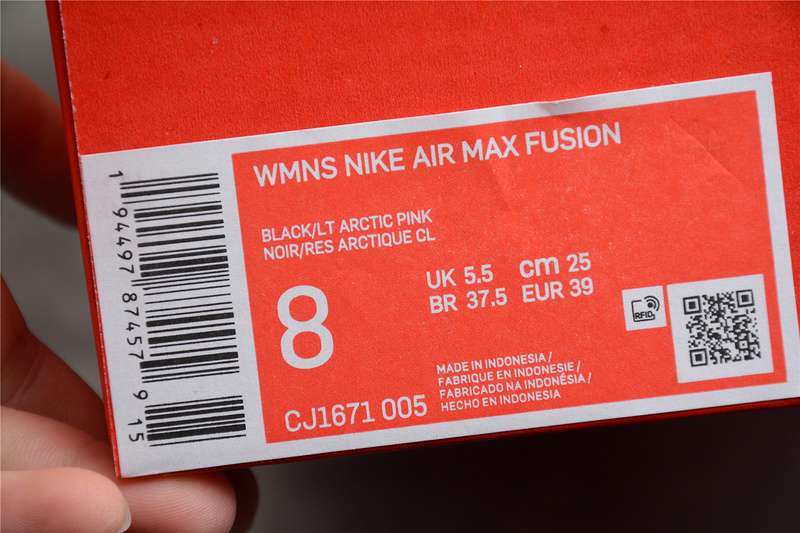 WMNS NIKE AIR MAX FUSION
BLACK/LT ARCTIC PINK
NOIR/RES ARCTIQUE CL
8
UK 5.5 cm 25
BR 37.5 EUR 39
RFID
CJ1671 005
MADE IN INDONESIA/
FABRIQUE EN INDONESIE/
FABRICADO NA INDONÉSIA/
HECHO EN INDONESIA
1 94497 87457 9 15